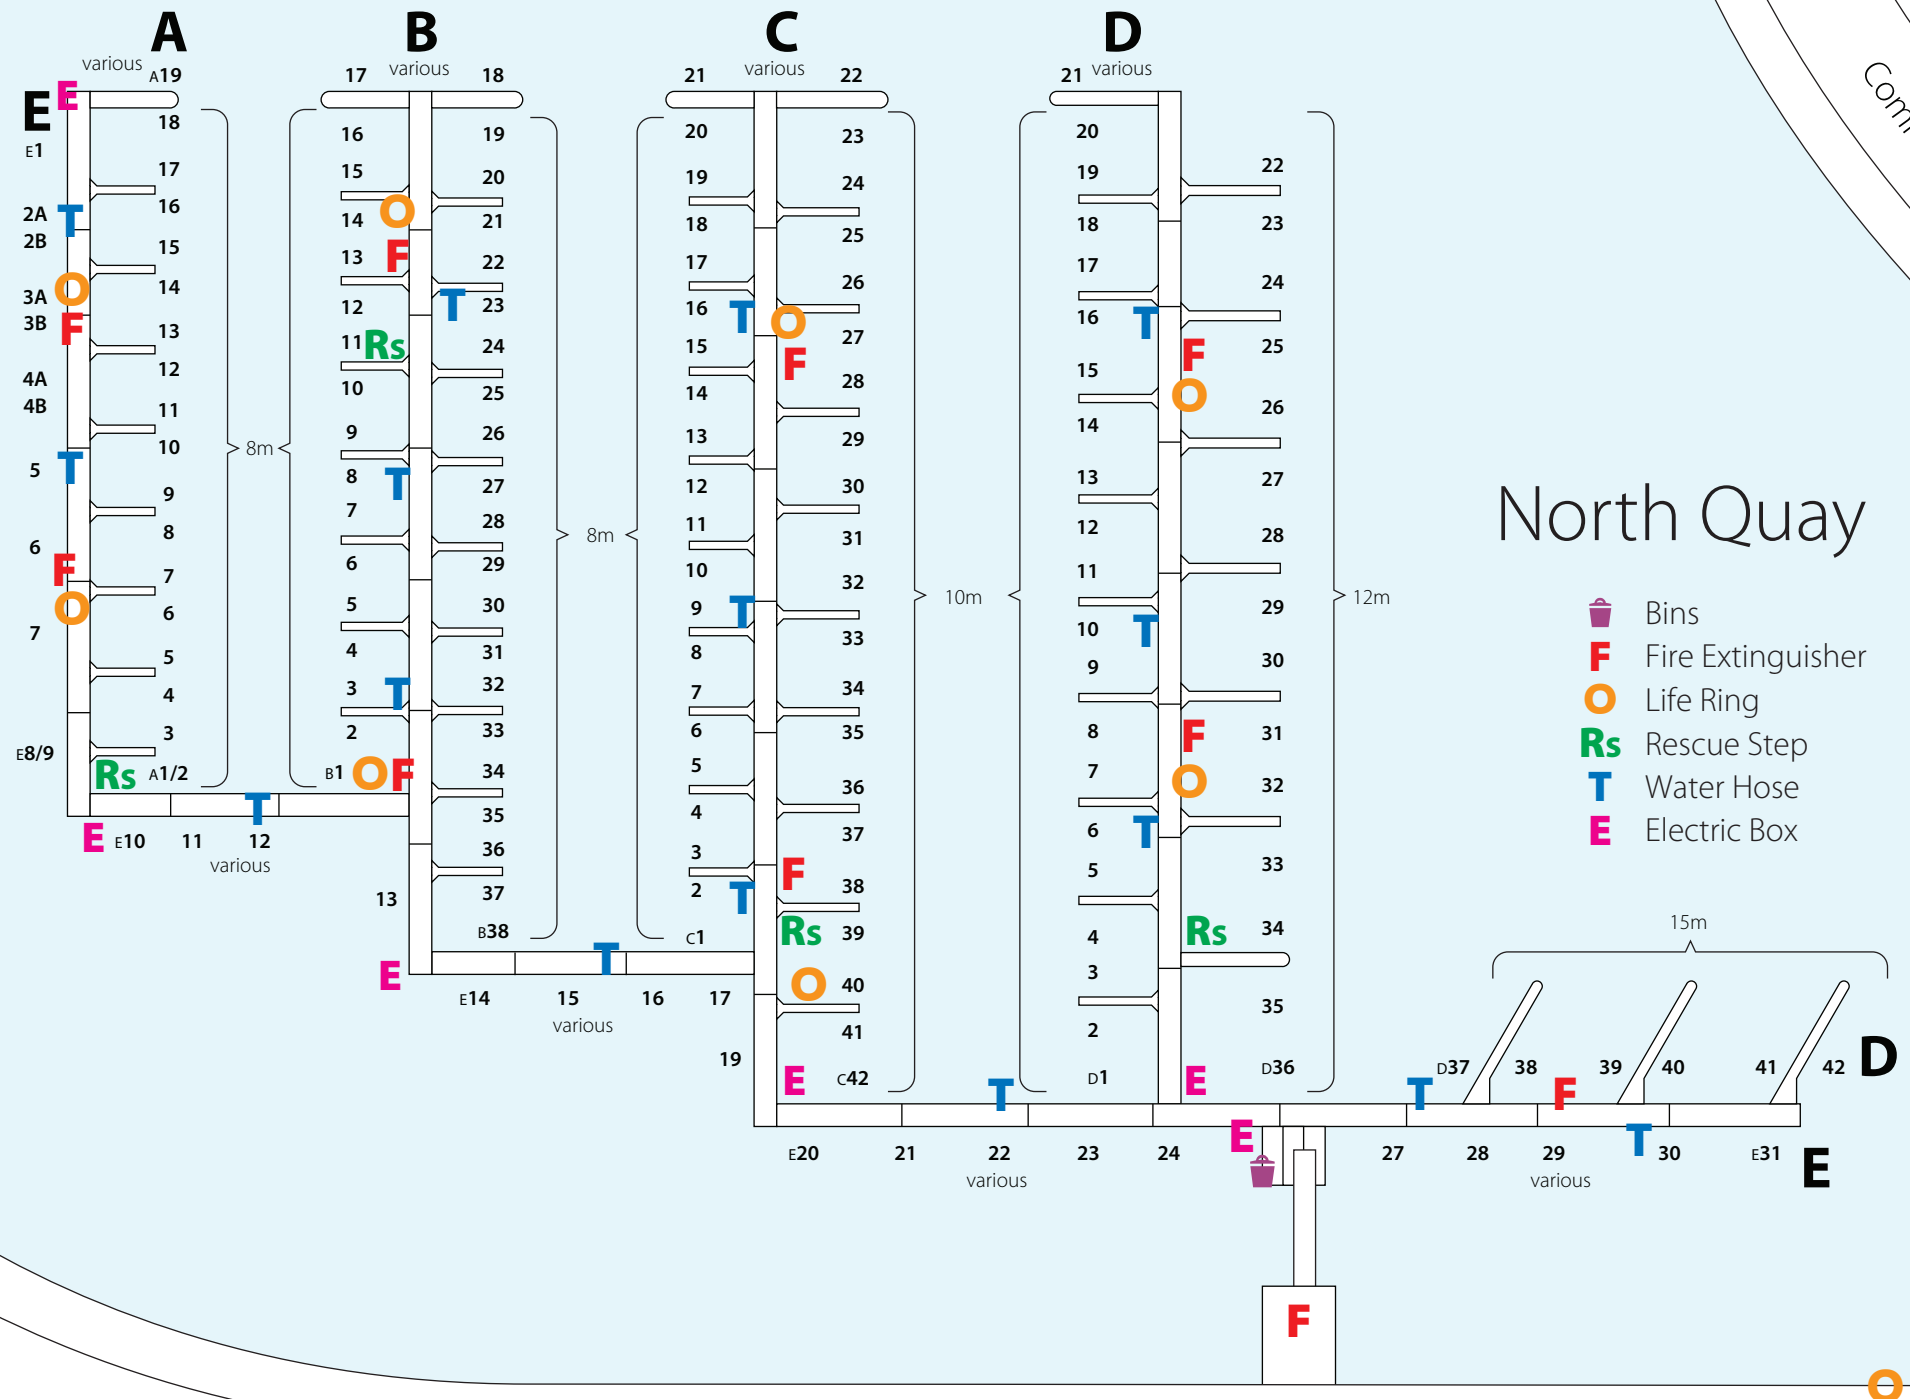 A
B
C
D
various
various
various
various
A19
17
18
21
22
21
E
E
E1
2A
2B
3A
3B
4A
4B
5
6
7
E8/9
T
O
F
T
F
O
18
17
16
15
14
13
12
11
10
9
8
7
6
5
4
3
A1/2
Rs
8m
E
E10
11
12
T
various
16
15
14
13
12
11
10
9
8
7
6
5
4
3
2
B1
O
F
Rs
T
T
O
F
T
19
20
21
22
23
24
25
26
27
28
29
30
31
32
33
34
35
36
37
B38
8m
13
E
E14
15
16
17
T
various
20
19
18
17
16
15
14
13
12
11
10
9
8
7
6
5
4
3
2
C1
T
T
T
O
F
F
Rs
O
23
24
25
26
27
28
29
30
31
32
33
34
35
36
37
38
39
40
41
C42
10m
19
E
E20
21
22
23
24
T
various
20
19
18
17
16
15
14
13
12
11
10
9
8
7
6
5
4
3
2
D1
T
T
T
F
O
F
O
Rs
E
22
23
24
25
26
27
28
29
30
31
32
33
34
35
D36
12m
North Quay
Bins
F Fire Extinguisher
O Life Ring
Rs Rescue Step
T Water Hose
E Electric Box
15m
D37
38
39
40
41
42
D
T
F
T
E
27
28
29
30
E31
E
various
F
O